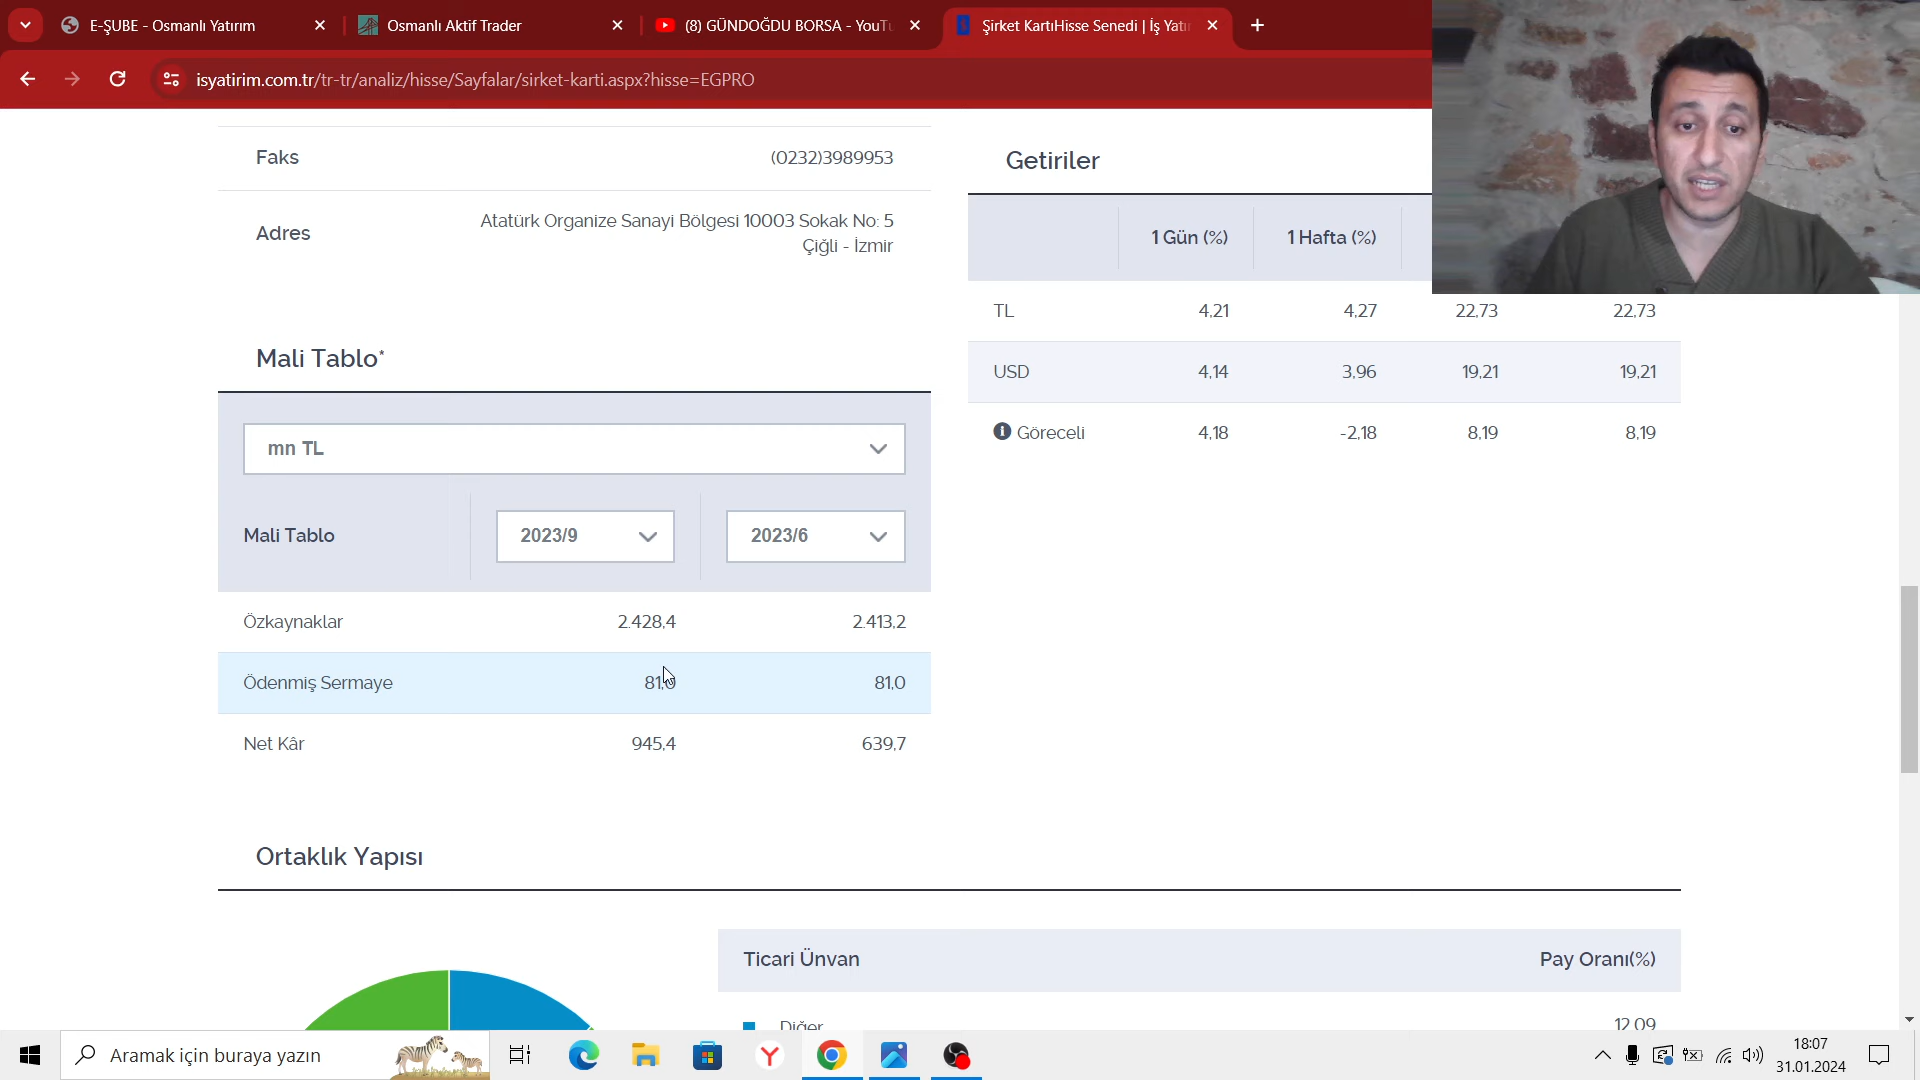 E-ŞUBE - Osmanlı Yatırım
Osmanlı Aktif Trader
(8) GÜNDOĞDU BORSA - YouTu
Şirket KartıHisse Senedi | İş Yatır
isyatirim.com.tr/tr-tr/analiz/hisse/Sayfalar/sirket-karti.aspx?hisse=EGPRO
Faks (0232)3989953
Adres Atatürk Organize Sanayi Bölgesi 10003 Sokak No: 5
Çiğli - İzmir
Getiriler
1 Gün (%) 1 Hafta (%)
TL 4,21 4,27 22,73 22,73
USD 4,14 3,96 19,21 19,21
Göreceli 4,18 -2,18 8,19 8,19
Mali Tablo*
mn TL
Mali Tablo 2023/9 2023/6
Özkaynaklar 2.428,4 2.413,2
Ödenmiş Sermaye 81,0 81,0
Net Kâr 945,4 639,7
Ortaklık Yapısı
Ticari Ünvan Pay Oranı(%)
Diğer 12,09
Aramak için buraya yazın
18:07
31.01.2024